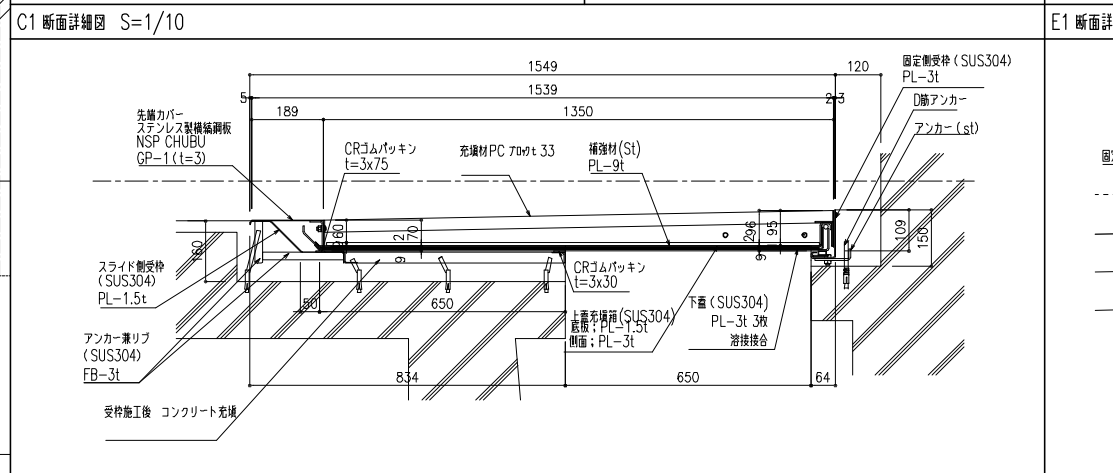 C1 断面詳細図 S=1/10
E1 断面詳
1549
120
1539
5
2
3
189
1350
固定側受枠 (SUS304)
PL-3t
D筋アンカー
アンカー (st)
先端カバー
ステンレス製横縞鋼板
NSP CHUBU
GP-1(t=3)
CRゴムパッキン
t=3x75
充填材PC ブロックt 33
補強材(St)
PL-9t
固
160
60
2
70
9
296
95
9
109
150
スライド側受枠
(SUS304)
PL-1.5t
CRゴムパッキン
t=3x30
50
650
上蓋充填箱(SUS304)
底板；PL-1.5t
側面；PL-3t
下蓋 (SUS304)
PL-3t 3枚
溶接接合
アンカー兼リブ
(SUS304)
FB-3t
834
650
64
受枠施工後 コンクリート充填